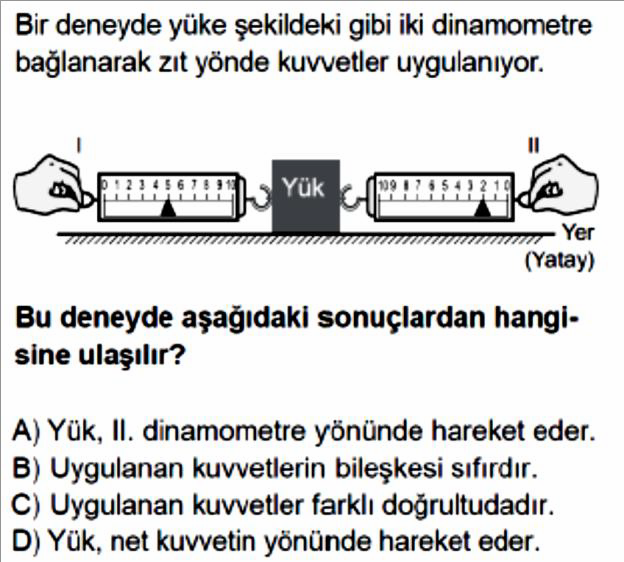 Bir deneyde yüke şekildeki gibi iki dinamometre
bağlanarak zıt yönde kuvvetler uygulanıyor.
I II
0 1 2 3 4 5 6 7 8 9 10 Yük 10 9 8 7 6 5 4 3 2 1 0
Yer
(Yatay)
Bu deneyde aşağıdaki sonuçlardan hangi-
sine ulaşılır?
A) Yük, II. dinamometre yönünde hareket eder.
B) Uygulanan kuvvetlerin bileşkesi sıfırdır.
C) Uygulanan kuvvetler farklı doğrultudadır.
D) Yük, net kuvvetin yönünde hareket eder.